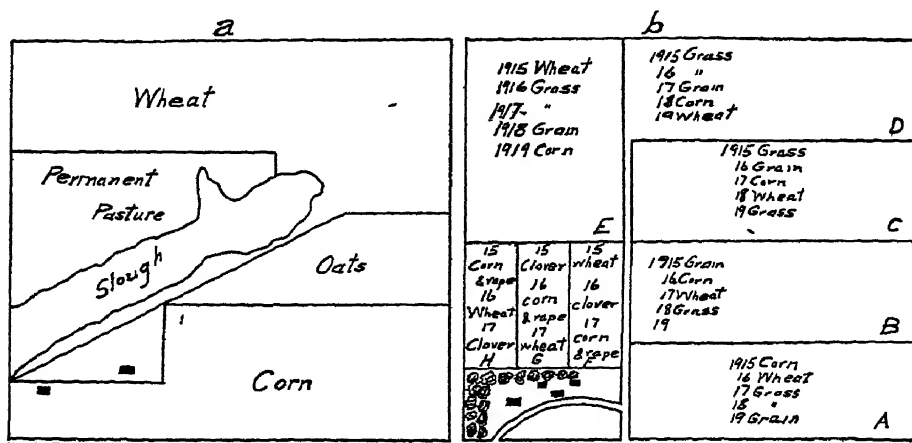 a
Wheat
Permanent
Pasture
Slough
Oats
Corn
b
1915 Wheat
1916 Grass
1917- "
1918 Grain
1919 Corn
E
1915 Grass
16 "
17 Grain
18 Corn
19 Wheat
D
1915 Grass
16 Grain
17 Corn
18 Wheat
19 Grass
C
1915 Grain
16 Corn
17 Wheat
18 Grass
19
B
1915 Corn
16 Wheat
17 Grass
18 "
19 Grain
A
15
Corn
& rape
16
Wheat
17
Clover
H
15
Clover
16
corn
& rape
17
wheat
G
15
wheat
16
clover
17
corn
& rape
F